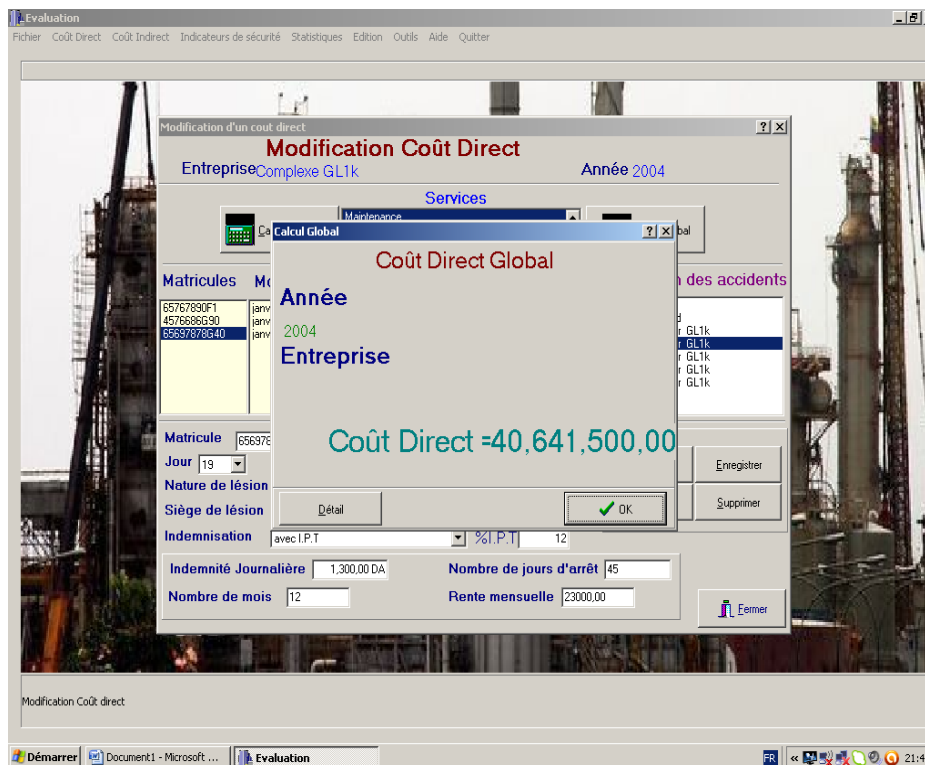 Evaluation
Fichier Coût Direct Coût Indirect Indicateurs de sécurité Statistiques Edition Outils Aide Quitter
Modification d'un cout direct
Modification Coût Direct
Entreprise Complexe GL1k Année 2004
Services
Maintenance
Calcul Global
Coût Direct Global
Matricules des accidents
Année
65767890F1 janv
4576686G90 janv
65697878G40 janv
2004
GL1k
GL1k
GL1k
GL1k
Entreprise
Coût Direct =40,641,500,00
Matricule 656978
Jour 19
Enregistrer
Nature de lésion
Siège de lésion
Détail OK Supprimer
Indemnisation avec I.P.T %I.P.T 12
Indemnité Journalière 1,300,00 DA Nombre de jours d'arrêt 45
Nombre de mois 12 Rente mensuelle 23000,00
Fermer
Modification Coût direct
Démarrer Document1 - Microsoft ... Evaluation FR « 21:4